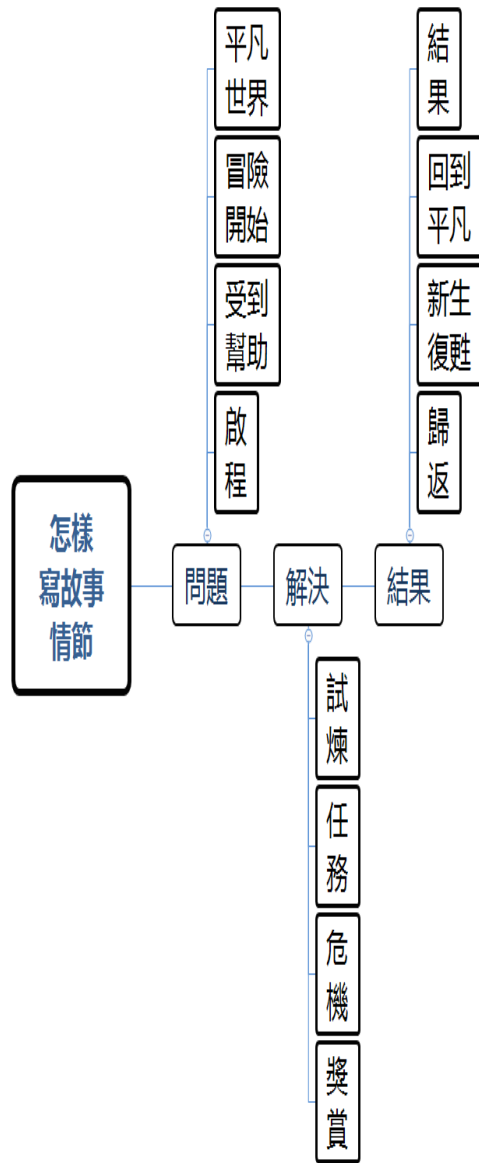 平凡
世界
冒險
開始
受到
幫助
啟
程
結
果
回到
平凡
新生
復甦
歸
返
怎樣
寫故事
情節
問題
解決
結果
試
煉
任
務
危
機
獎
賞